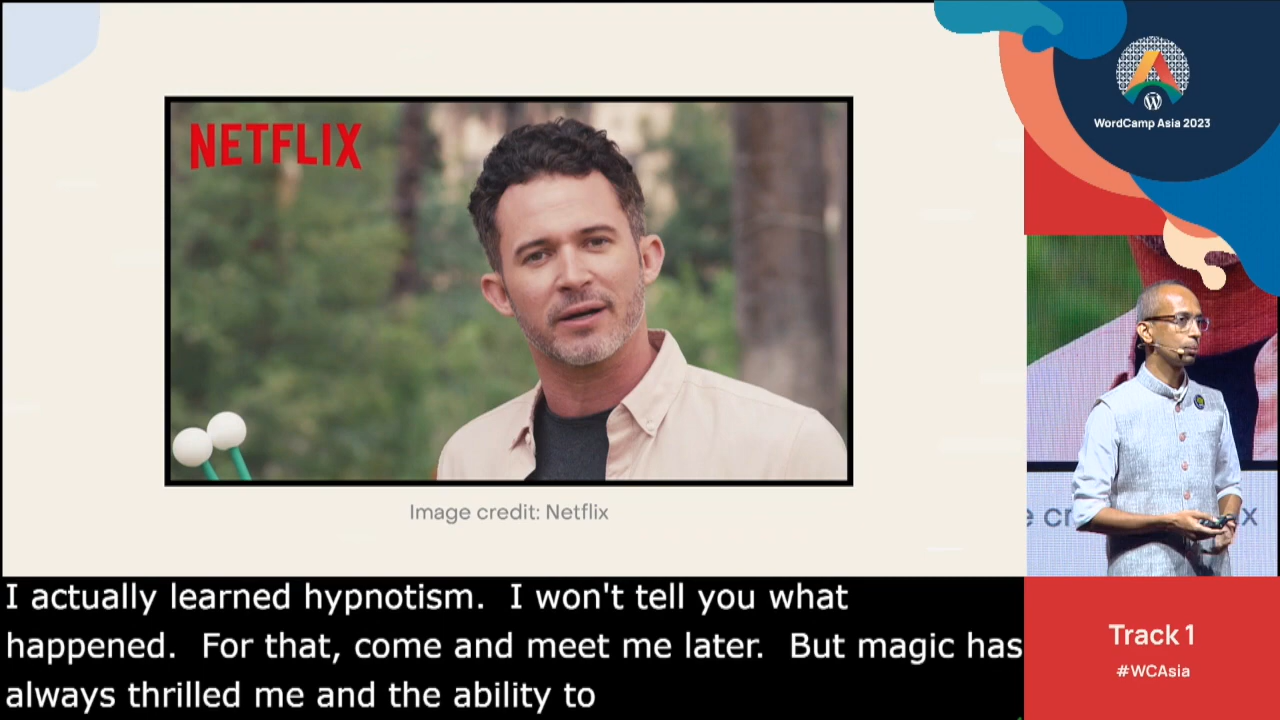 NETFLIX
Image credit: Netflix
WordCamp Asia 2023
e cr
x
I actually learned hypnotism.  I won't tell you what
happened.  For that, come and meet me later.  But magic has
always thrilled me and the ability to
Track 1
#WCAsia